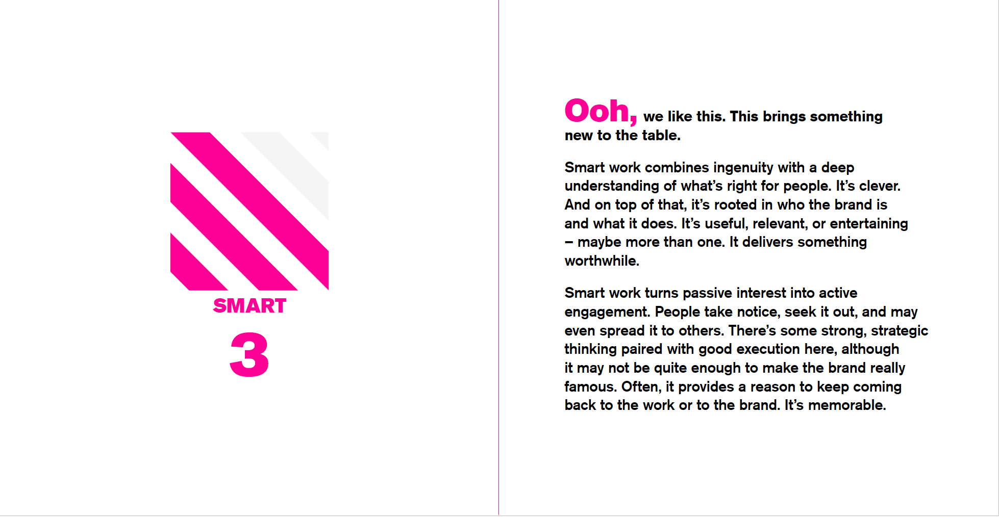 SMART
3
Ooh, we like this. This brings something
new to the table.
Smart work combines ingenuity with a deep
understanding of what’s right for people. It’s clever.
And on top of that, it’s rooted in who the brand is
and what it does. It’s useful, relevant, or entertaining
– maybe more than one. It delivers something
worthwhile.
Smart work turns passive interest into active
engagement. People take notice, seek it out, and may
even spread it to others. There’s some strong, strategic
thinking paired with good execution here, although
it may not be quite enough to make the brand really
famous. Often, it provides a reason to keep coming
back to the work or to the brand. It’s memorable.